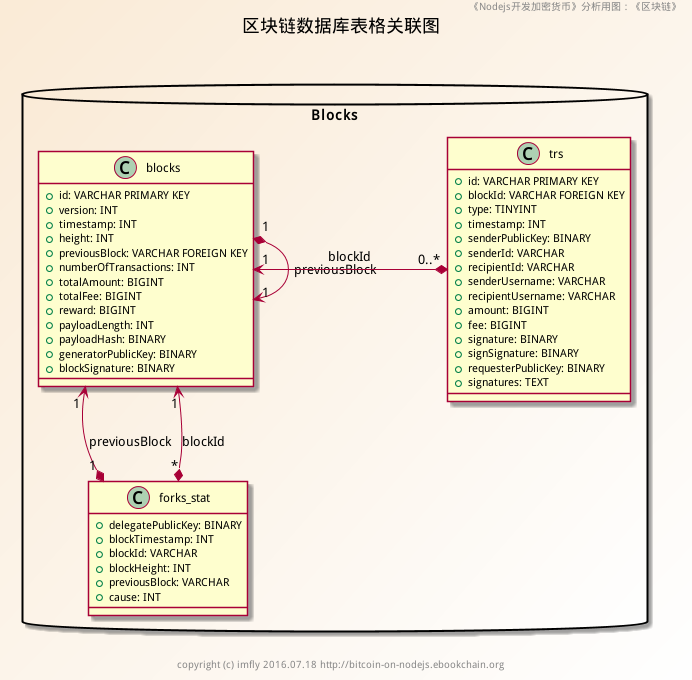 《Nodejs开发加密货币》分析用图：《区块链》
区块链数据库表格关联图
Blocks
C blocks
id: VARCHAR PRIMARY KEY
version: INT
timestamp: INT
height: INT
previousBlock: VARCHAR FOREIGN KEY
numberOfTransactions: INT
totalAmount: BIGINT
totalFee: BIGINT
reward: BIGINT
payloadLength: INT
payloadHash: BINARY
generatorPublicKey: BINARY
blockSignature: BINARY
C trs
id: VARCHAR PRIMARY KEY
blockId: VARCHAR FOREIGN KEY
type: TINYINT
timestamp: INT
senderPublicKey: BINARY
senderId: VARCHAR
recipientId: VARCHAR
senderUsername: VARCHAR
recipientUsername: VARCHAR
amount: BIGINT
fee: BIGINT
signature: BINARY
signSignature: BINARY
requesterPublicKey: BINARY
signatures: TEXT
1
1 blockId 0..*
previousBlock
1
1 1
previousBlock blockId
1 *
C forks_stat
delegatePublicKey: BINARY
blockTimestamp: INT
blockId: VARCHAR
blockHeight: INT
previousBlock: VARCHAR
cause: INT
copyright (c) imfly 2016.07.18 http://bitcoin-on-nodejs.ebookchain.org